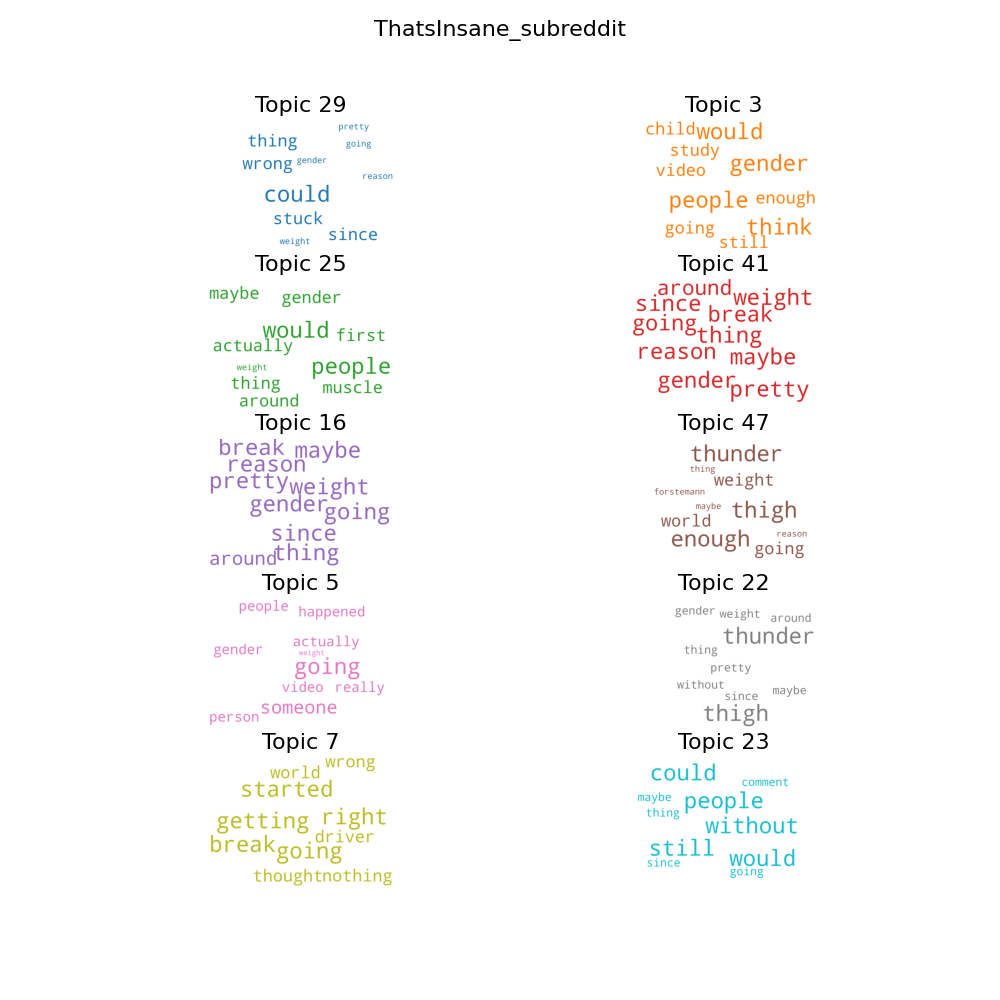 ThatsInsane_subreddit
Topic 29
pretty
thing
going
wrong gender
reason
could
stuck
since
weight
Topic 3
child would
study
gender
video
people enough
going think
still
Topic 25
maybe gender
would first
actually
weight people
thing muscle
around
Topic 41
around
since weight
going break
thing
reason maybe
gender
pretty
Topic 16
break maybe
reason
pretty weight
gender going
since
around thing
Topic 47
thunder
thing
weight
forstemann
maybe thigh
world
enough reason
going
Topic 5
people happened
gender actually
weight
going
video really
someone
person
Topic 22
gender weight around
thunder
thing
pretty
without
since maybe
thigh
Topic 7
world wrong
started
getting right
driver
break going
thought nothing
Topic 23
could comment
maybe people
thing
without
still
since would
going